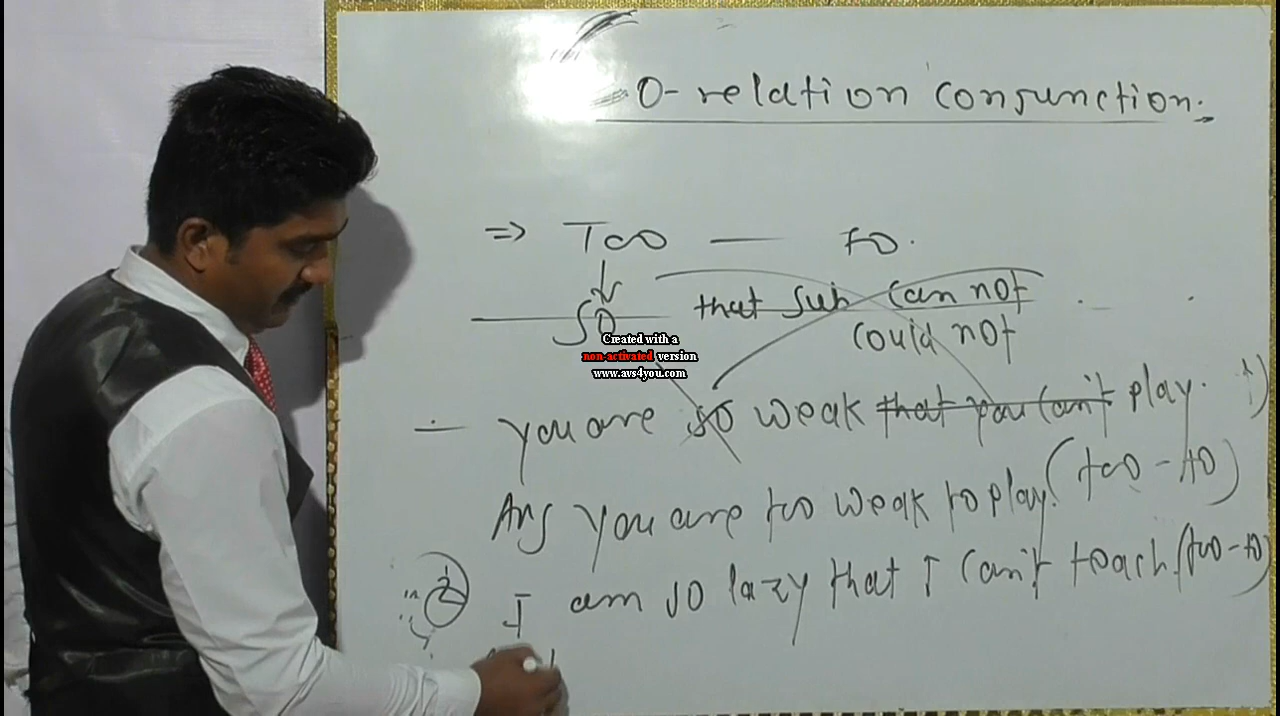 O-relation Conjunction.
⇒ Too — to.
so that sub can not
could not
Created with a
non-activated version
www.avs4you.com
— you are so weak that you can't play. 1)
Ans you are too weak to play. (too - to)
2 I am so lazy that I can't teach. (too - to)